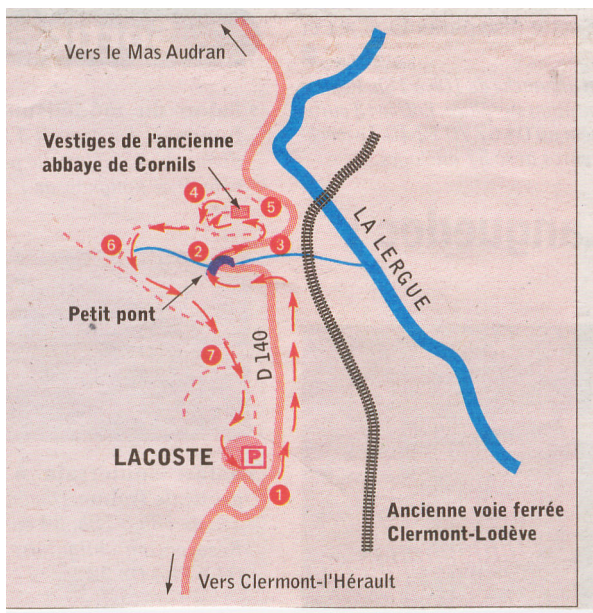 Vers le Mas Audran
Vestiges de l'ancienne
abbaye de Cornils
4
5
6
2
3
LA LERGUE
Petit pont
7
D 140
LACOSTE
P
1
Ancienne voie ferrée
Clermont-Lodève
Vers Clermont-l'Hérault